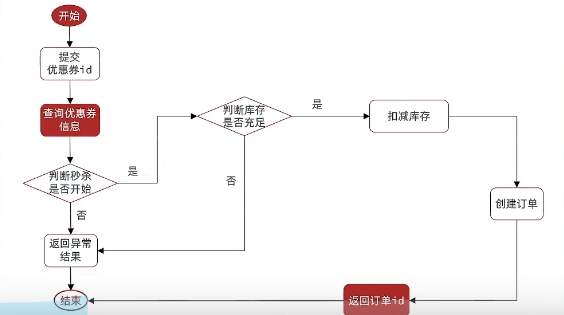 开始
提交
优惠券id
查询优惠券
信息
判断秒杀
是否开始
是
否
返回异常
结果
结束
判断库存
是否充足
是
否
扣减库存
创建订单
返回订单id